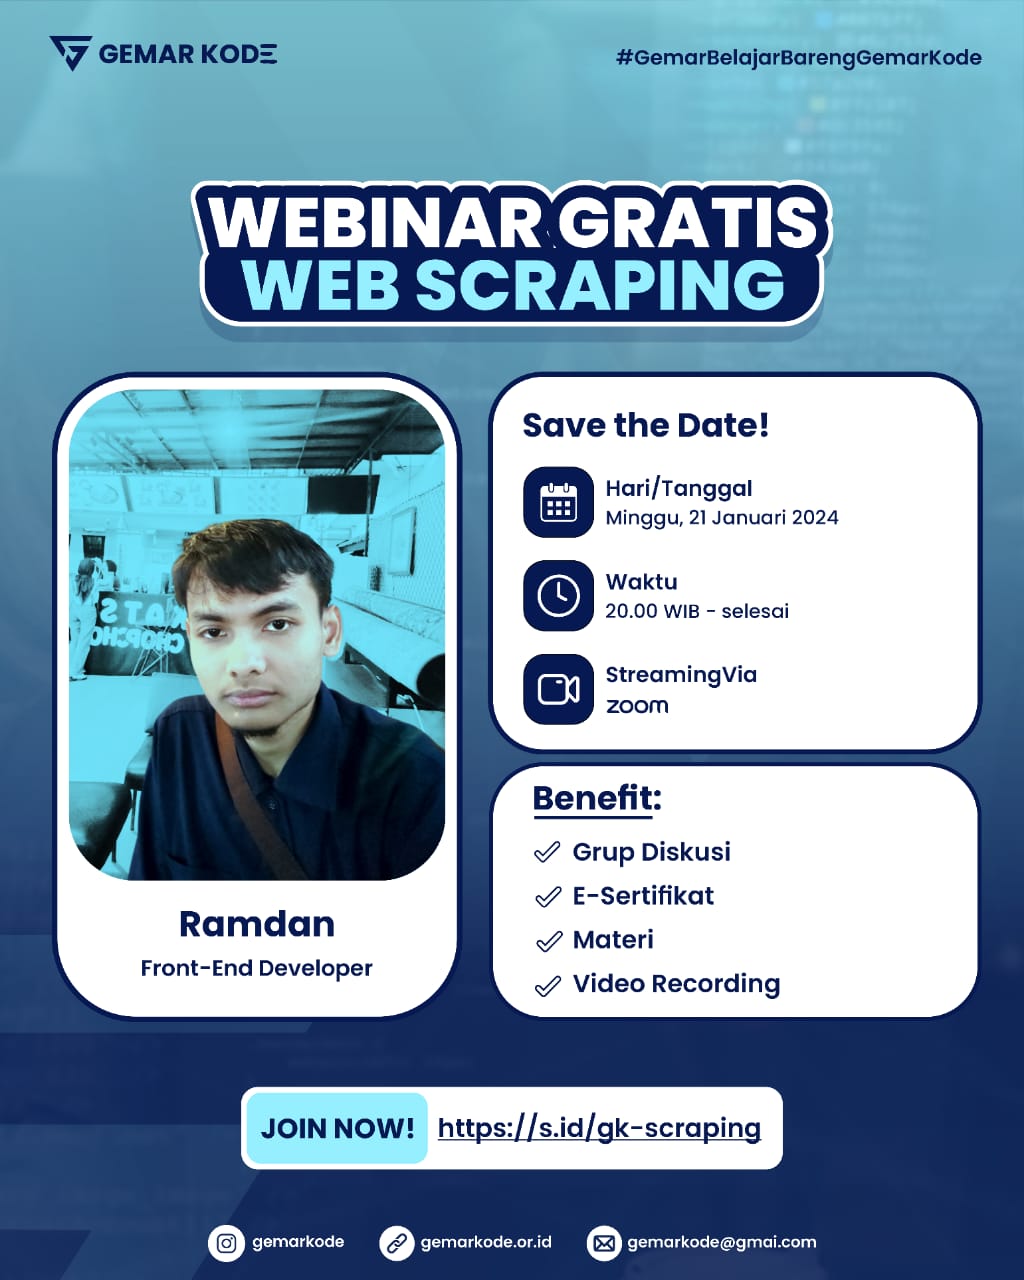 GEMAR KODE
#GemarBelajarBarengGemarKode
WEBINAR GRATIS
WEB SCRAPING
Save the Date!
Hari/Tanggal
Minggu, 21 Januari 2024
Waktu
20.00 WIB - selesai
StreamingVia
zoom
Ramdan
Front-End Developer
Benefit:
Grup Diskusi
E-Sertifikat
Materi
Video Recording
JOIN NOW! https://s.id/gk-scraping
gemarkode gemarkode.or.id gemarkode@gmai.com